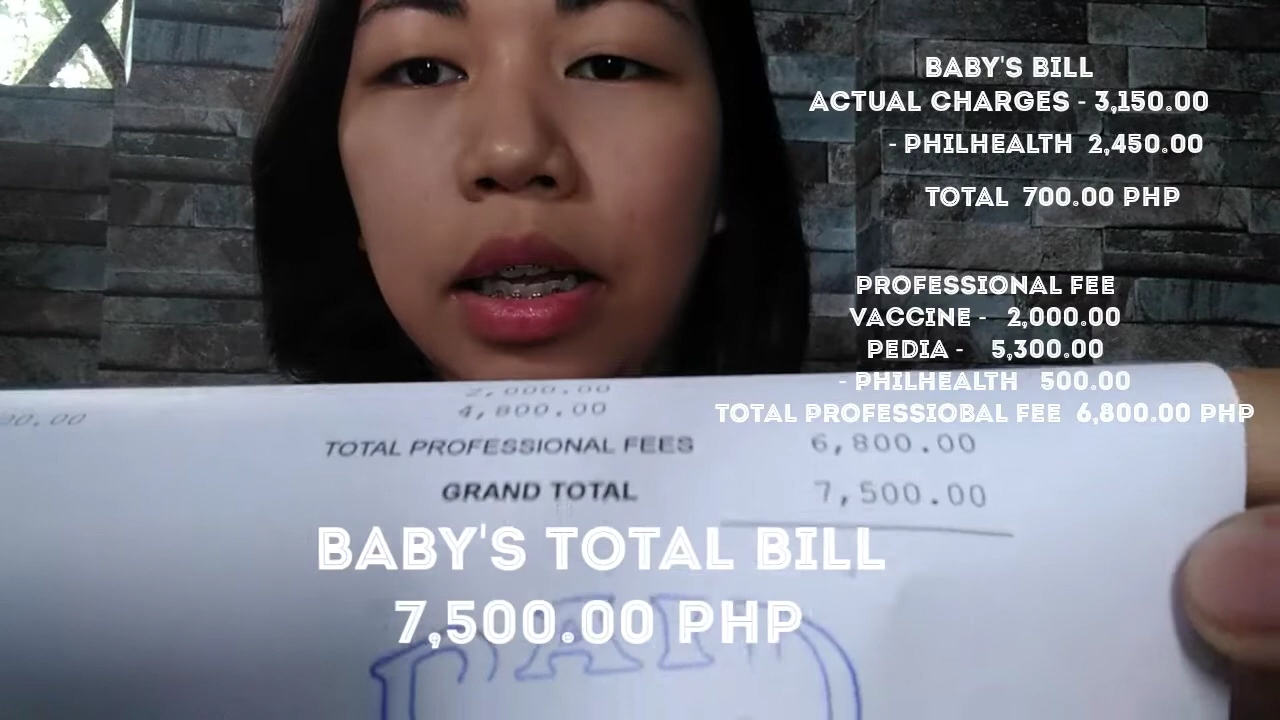 BABY'S BILL
ACTUAL CHARGES - 3,150.00
- PHILHEALTH 2,450.00
TOTAL 700.00 PHP
PROFESSIONAL FEE
VACCINE - 2,000.00
PEDIA - 5,300.00
- PHILHEALTH 500.00
TOTAL PROFESSIOBAL FEE 6,800.00 PHP
2,000.00
4,800.00
TOTAL PROFESSIONAL FEES 6,800.00
GRAND TOTAL 7,500.00
BABY'S TOTAL BILL
7,500.00 PHP